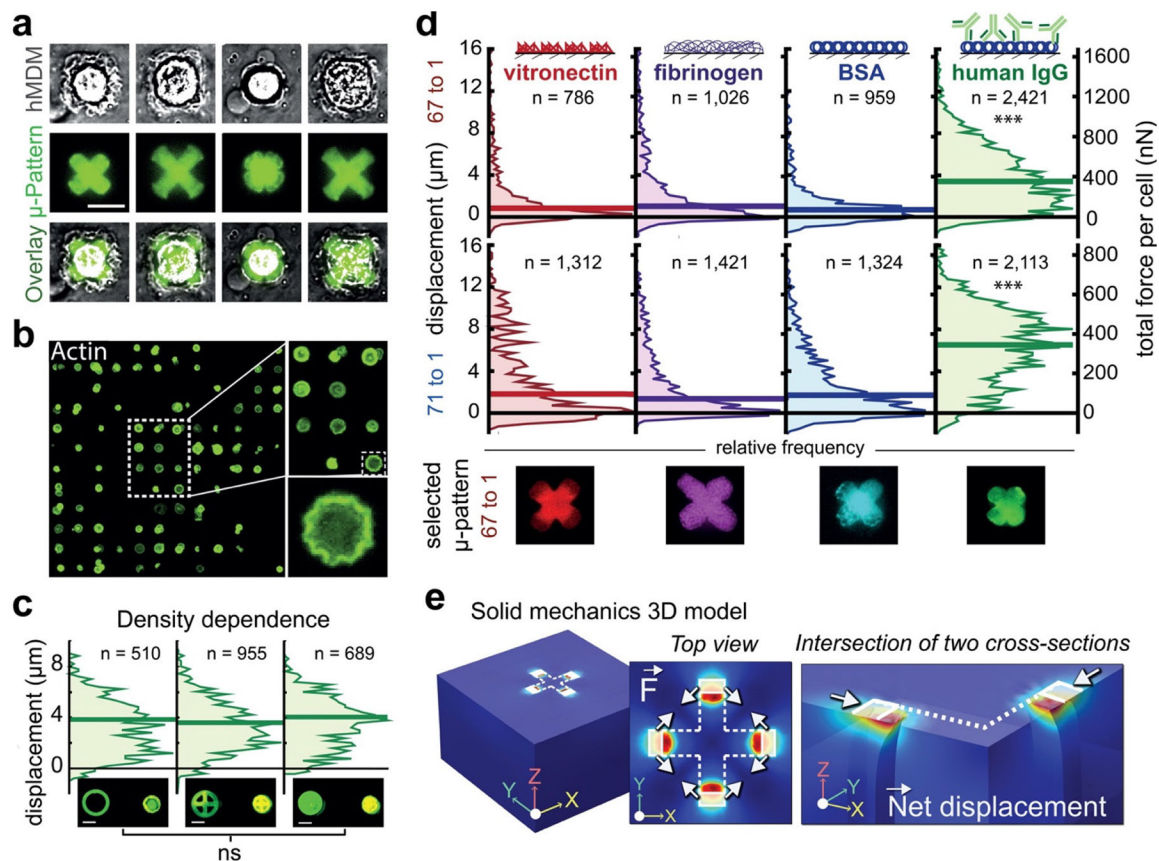 a
hMDM
μ-Pattern
Overlay
b
Actin
c
Density dependence
displacement (μm)
8
4
0
n = 510
n = 955
n = 689
ns
d
displacement (μm)
67 to 1
71 to 1
16
12
8
4
0
16
12
8
4
0
vitronectin
n = 786
fibrinogen
n = 1,026
BSA
n = 959
human IgG
n = 2,421
***
n = 1,312
n = 1,421
n = 1,324
n = 2,113
***
1600
1200
800
400
0
800
600
400
200
0
total force per cell (nN)
relative frequency
selected
μ-pattern
67 to 1
e
Solid mechanics 3D model
Top view
Intersection of two cross-sections
F
Z
Y
X
Y
X
Z
Y
X
Net displacement